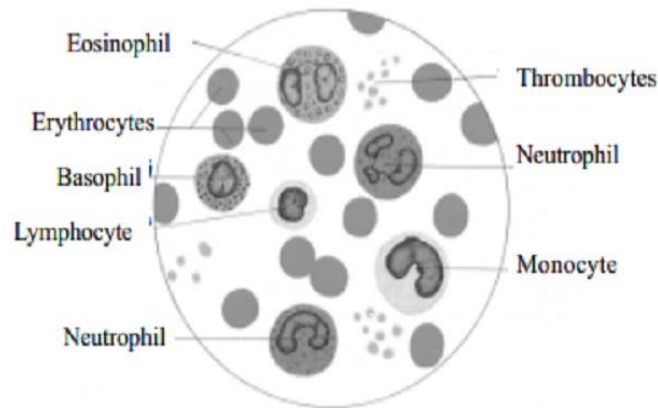 Eosinophil
Thrombocytes
Erythrocytes
Neutrophil
Basophil
Lymphocyte
Monocyte
Neutrophil